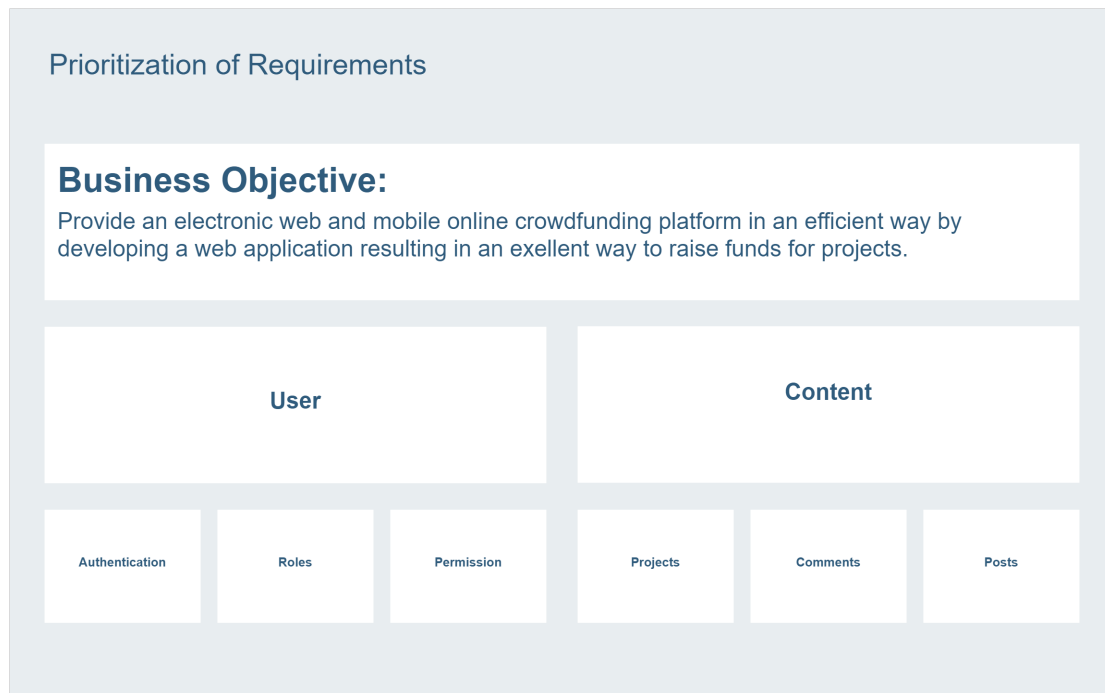 Prioritization of Requirements
Business Objective:
Provide an electronic web and mobile online crowdfunding platform in an efficient way by
developing a web application resulting in an exellent way to raise funds for projects.
User
Content
Authentication
Roles
Permission
Projects
Comments
Posts